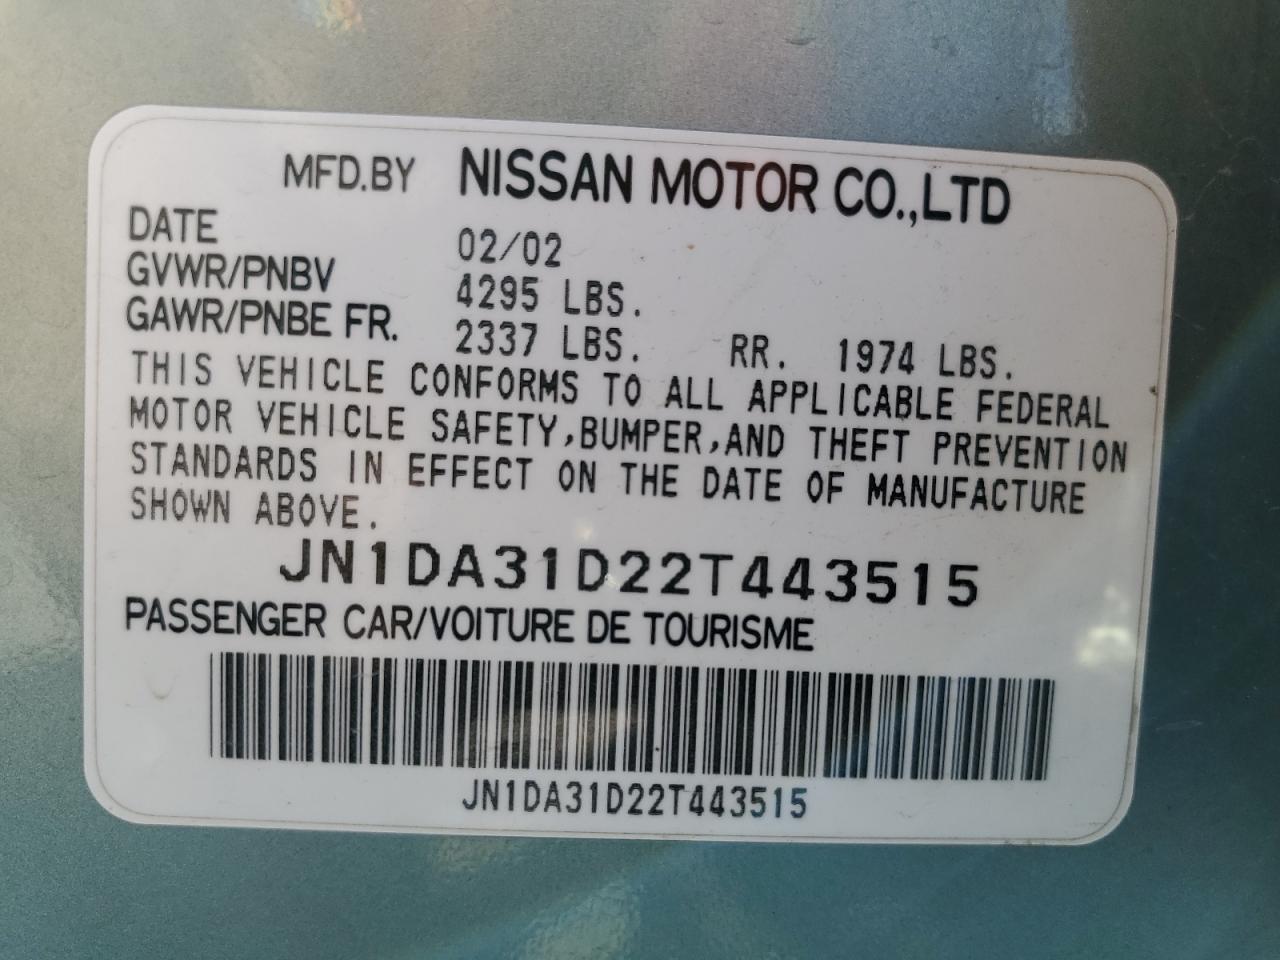 MFD.BY NISSAN MOTOR CO.,LTD
DATE 02/02
GVWR/PNBV 4295 LBS.
GAWR/PNBE FR. 2337 LBS. RR. 1974 LBS.
THIS VEHICLE CONFORMS TO ALL APPLICABLE FEDERAL
MOTOR VEHICLE SAFETY,BUMPER,AND THEFT PREVENTION
STANDARDS IN EFFECT ON THE DATE OF MANUFACTURE
SHOWN ABOVE.
JN1DA31D22T443515
PASSENGER CAR/VOITURE DE TOURISME
JN1DA31D22T443515